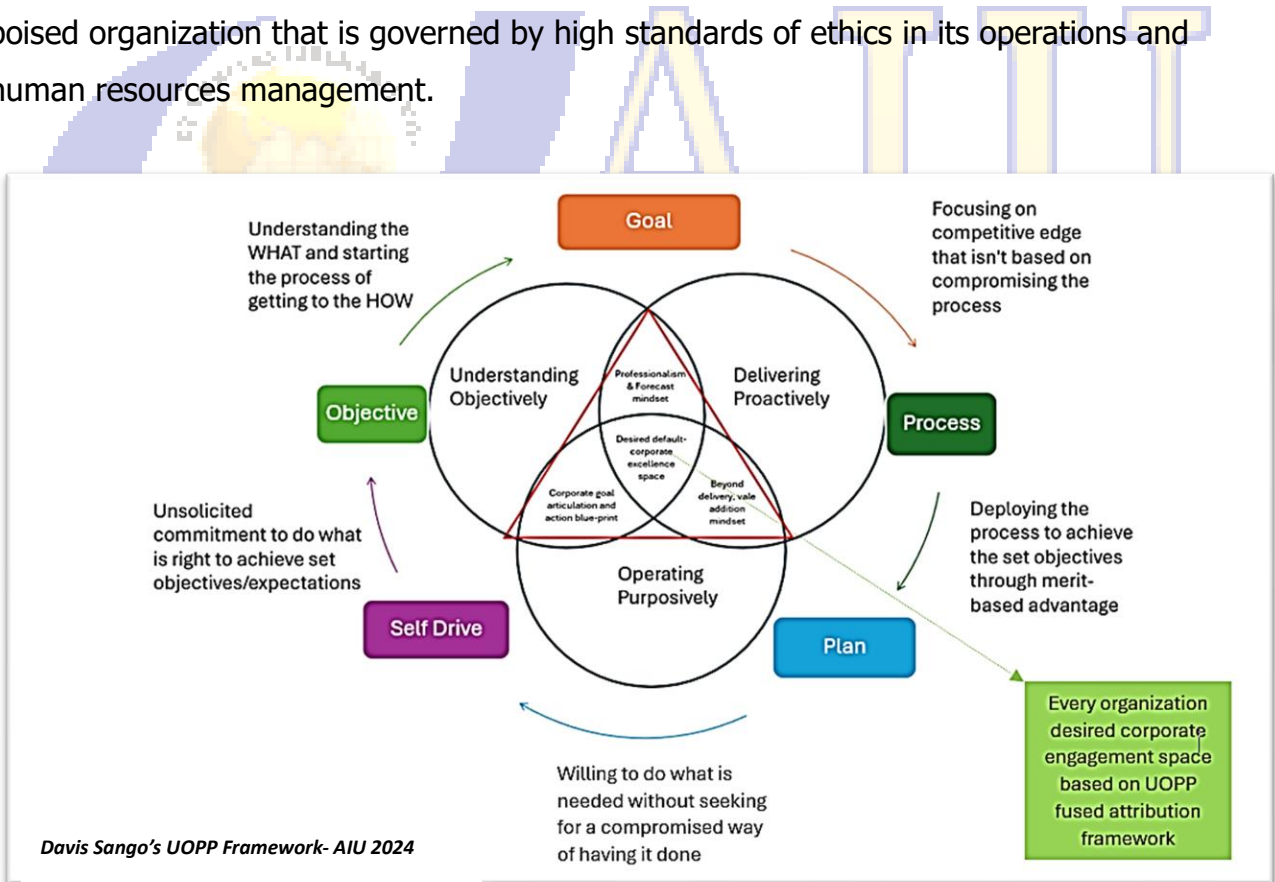 poised organization that is governed by high standards of ethics in its operations and
human resources management.
Goal
Understanding the
WHAT and starting
the process of
getting to the HOW
Focusing on
competitive edge
that isn't based on
compromising the
process
Understanding
Objectively
Professionalism
& Forecast
mindset
Delivering
Proactively
Objective
Process
Desired default-
corporate
excellence
space
Corporate goal
articulation and
action blue-print
Beyond
delivery, vale
addition
mindset
Unsolicited
commitment to do what
is right to achieve set
objectives/expectations
Deploying the
process to achieve
the set objectives
through merit-
based advantage
Operating
Purposively
Self Drive
Plan
Every organization
desired corporate
engagement space
based on UOPP
fused attribution
framework
Willing to do what is
needed without seeking
for a compromised way
of having it done
Davis Sango's UOPP Framework- AIU 2024